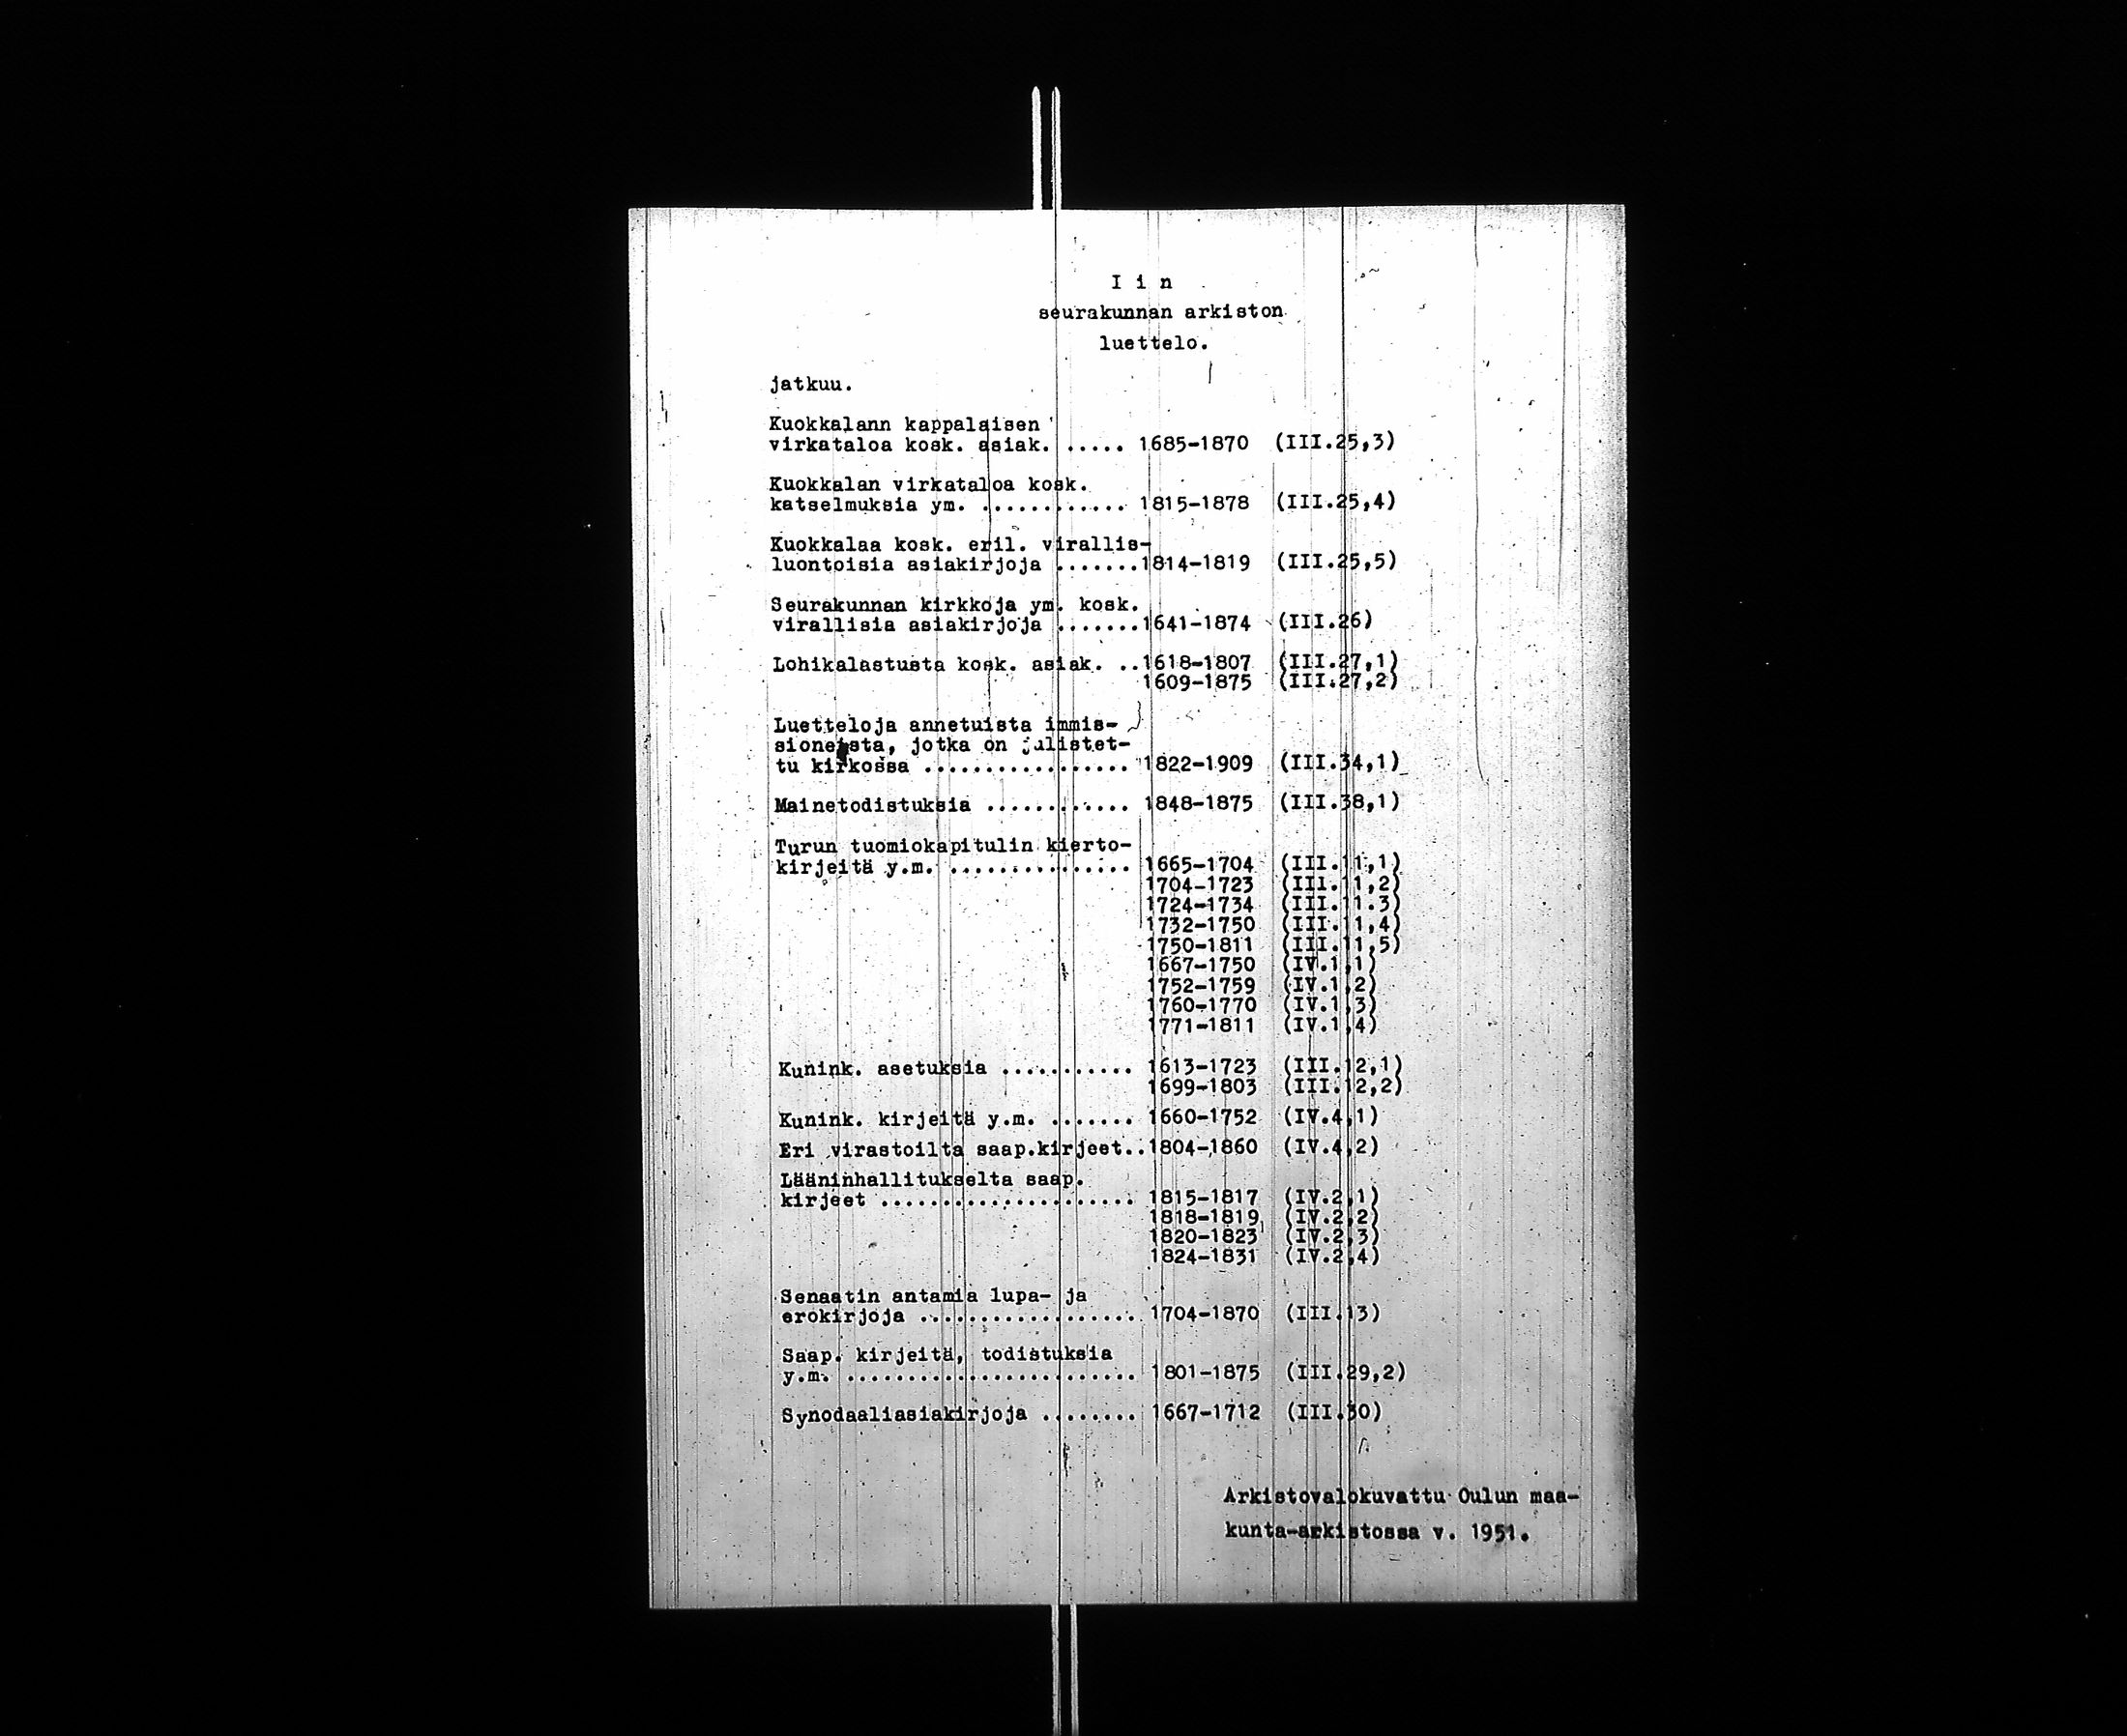 I i n
seurakunnan arkiston
luettelo.
jatkuu.
Kuokkalann kappalaisen
virkataloa kosk. asiak. ..... 1685-1870 (III.25,3)
Kuokkalan virkataloa kosk.
katselmuksia ym. ............ 1815-1878 (III.25,4)
Kuokkalaa kosk. eril. virallis-
luontoisia asiakirjoja .......1814-1819 (III.25,5)
Seurakunnan kirkkoja ym. kosk.
virallisia asiakirjoja .......1641-1874 (III.26)
Lohikalastusta kosk. asiak. ..1618-1807 (III.27,1)
1609-1875 (III.27,2)
Luetteloja annetuista immis-
sioneista, jotka on julistet-
tu kirkossa ................. 1822-1909 (III.34,1)
Mainetodistuksia ............ 1848-1875 (III.38,1)
Turun tuomiokapitulin kierto-
kirjeitä y.m. ............... 1665-1704 (III.11,1)
1704-1723 (III.11,2)
1724-1734 (III.11.3)
1732-1750 (III.11,4)
1750-1811 (III.11,5)
1667-1750 (IV.1,1)
1752-1759 (IV.1,2)
1760-1770 (IV.1,3)
1771-1811 (IV.1,4)
Kunink. asetuksia ........... 1613-1723 (III.12,1)
1699-1803 (III.12,2)
Kunink. kirjeitä y.m. ....... 1660-1752 (IV.4,1)
Eri virastoilta saap.kirjeet..1804-1860 (IV.4,2)
Lääninhallitukselta saap.
kirjeet ..................... 1815-1817 (IV.2,1)
1818-1819 (IV.2,2)
1820-1823 (IV.2,3)
1824-1831 (IV.2,4)
Senaatin antamia lupa- ja
erokirjoja .................. 1704-1870 (III.13)
Saap. kirjeitä, todistuksia
y.m. ........................ 1801-1875 (III.29,2)
Synodaaliasiakirjoja ........ 1667-1712 (III.30)
Arkistovalokuvattu Oulun maa-
kunta-arkistossa v. 1951.